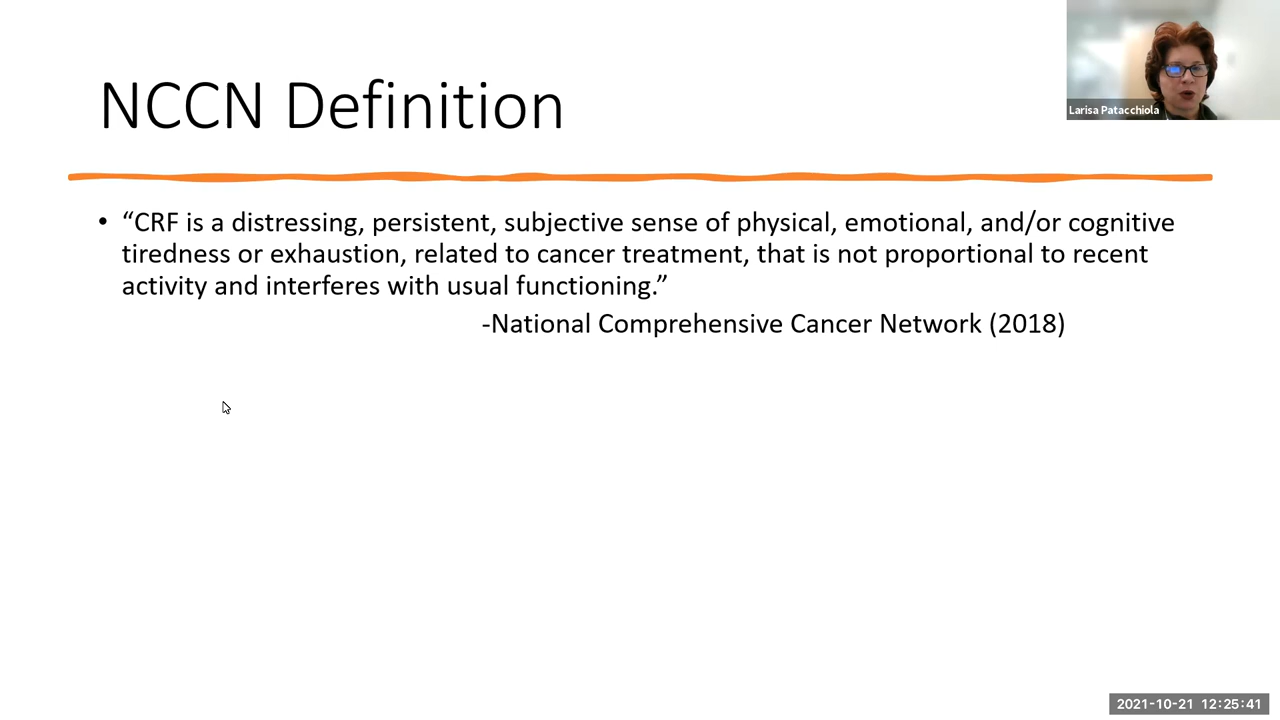 NCCN Definition
Larisa Patacchiola
• “CRF is a distressing, persistent, subjective sense of physical, emotional, and/or cognitive
tiredness or exhaustion, related to cancer treatment, that is not proportional to recent
activity and interferes with usual functioning.”
-National Comprehensive Cancer Network (2018)
2021-10-21 12:25:41